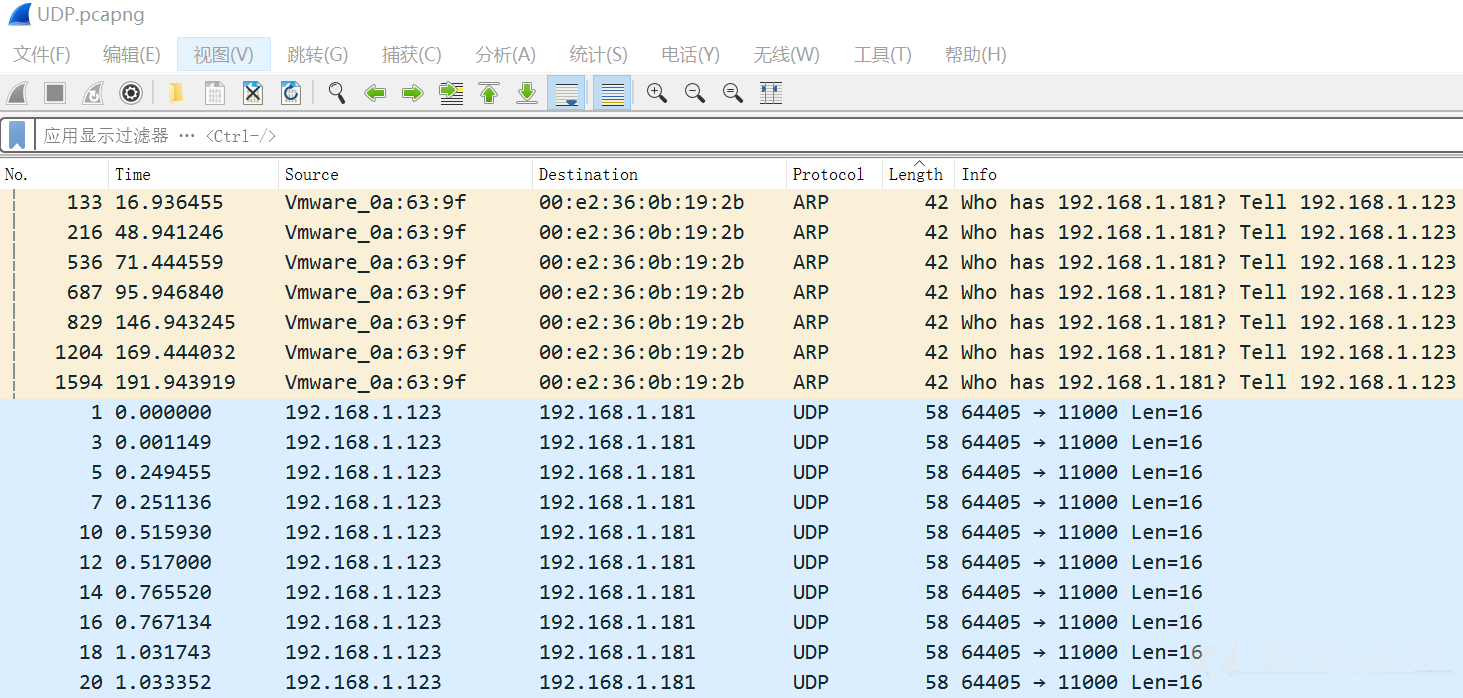 UDP.pcapng
文件(F) 编辑(E) 视图(V) 跳转(G) 捕获(C) 分析(A) 统计(S) 电话(Y) 无线(W) 工具(T) 帮助(H)
应用显示过滤器 … <Ctrl-/>
No. Time Source Destination Protocol Length Info
133 16.936455 Vmware_0a:63:9f 00:e2:36:0b:19:2b ARP 42 Who has 192.168.1.181? Tell 192.168.1.123
216 48.941246 Vmware_0a:63:9f 00:e2:36:0b:19:2b ARP 42 Who has 192.168.1.181? Tell 192.168.1.123
536 71.444559 Vmware_0a:63:9f 00:e2:36:0b:19:2b ARP 42 Who has 192.168.1.181? Tell 192.168.1.123
687 95.946840 Vmware_0a:63:9f 00:e2:36:0b:19:2b ARP 42 Who has 192.168.1.181? Tell 192.168.1.123
829 146.943245 Vmware_0a:63:9f 00:e2:36:0b:19:2b ARP 42 Who has 192.168.1.181? Tell 192.168.1.123
1204 169.444032 Vmware_0a:63:9f 00:e2:36:0b:19:2b ARP 42 Who has 192.168.1.181? Tell 192.168.1.123
1594 191.943919 Vmware_0a:63:9f 00:e2:36:0b:19:2b ARP 42 Who has 192.168.1.181? Tell 192.168.1.123
1 0.000000 192.168.1.123 192.168.1.181 UDP 58 64405 → 11000 Len=16
3 0.001149 192.168.1.123 192.168.1.181 UDP 58 64405 → 11000 Len=16
5 0.249455 192.168.1.123 192.168.1.181 UDP 58 64405 → 11000 Len=16
7 0.251136 192.168.1.123 192.168.1.181 UDP 58 64405 → 11000 Len=16
10 0.515930 192.168.1.123 192.168.1.181 UDP 58 64405 → 11000 Len=16
12 0.517000 192.168.1.123 192.168.1.181 UDP 58 64405 → 11000 Len=16
14 0.765520 192.168.1.123 192.168.1.181 UDP 58 64405 → 11000 Len=16
16 0.767134 192.168.1.123 192.168.1.181 UDP 58 64405 → 11000 Len=16
18 1.031743 192.168.1.123 192.168.1.181 UDP 58 64405 → 11000 Len=16
20 1.033352 192.168.1.123 192.168.1.181 UDP 58 64405 → 11000 Len=16